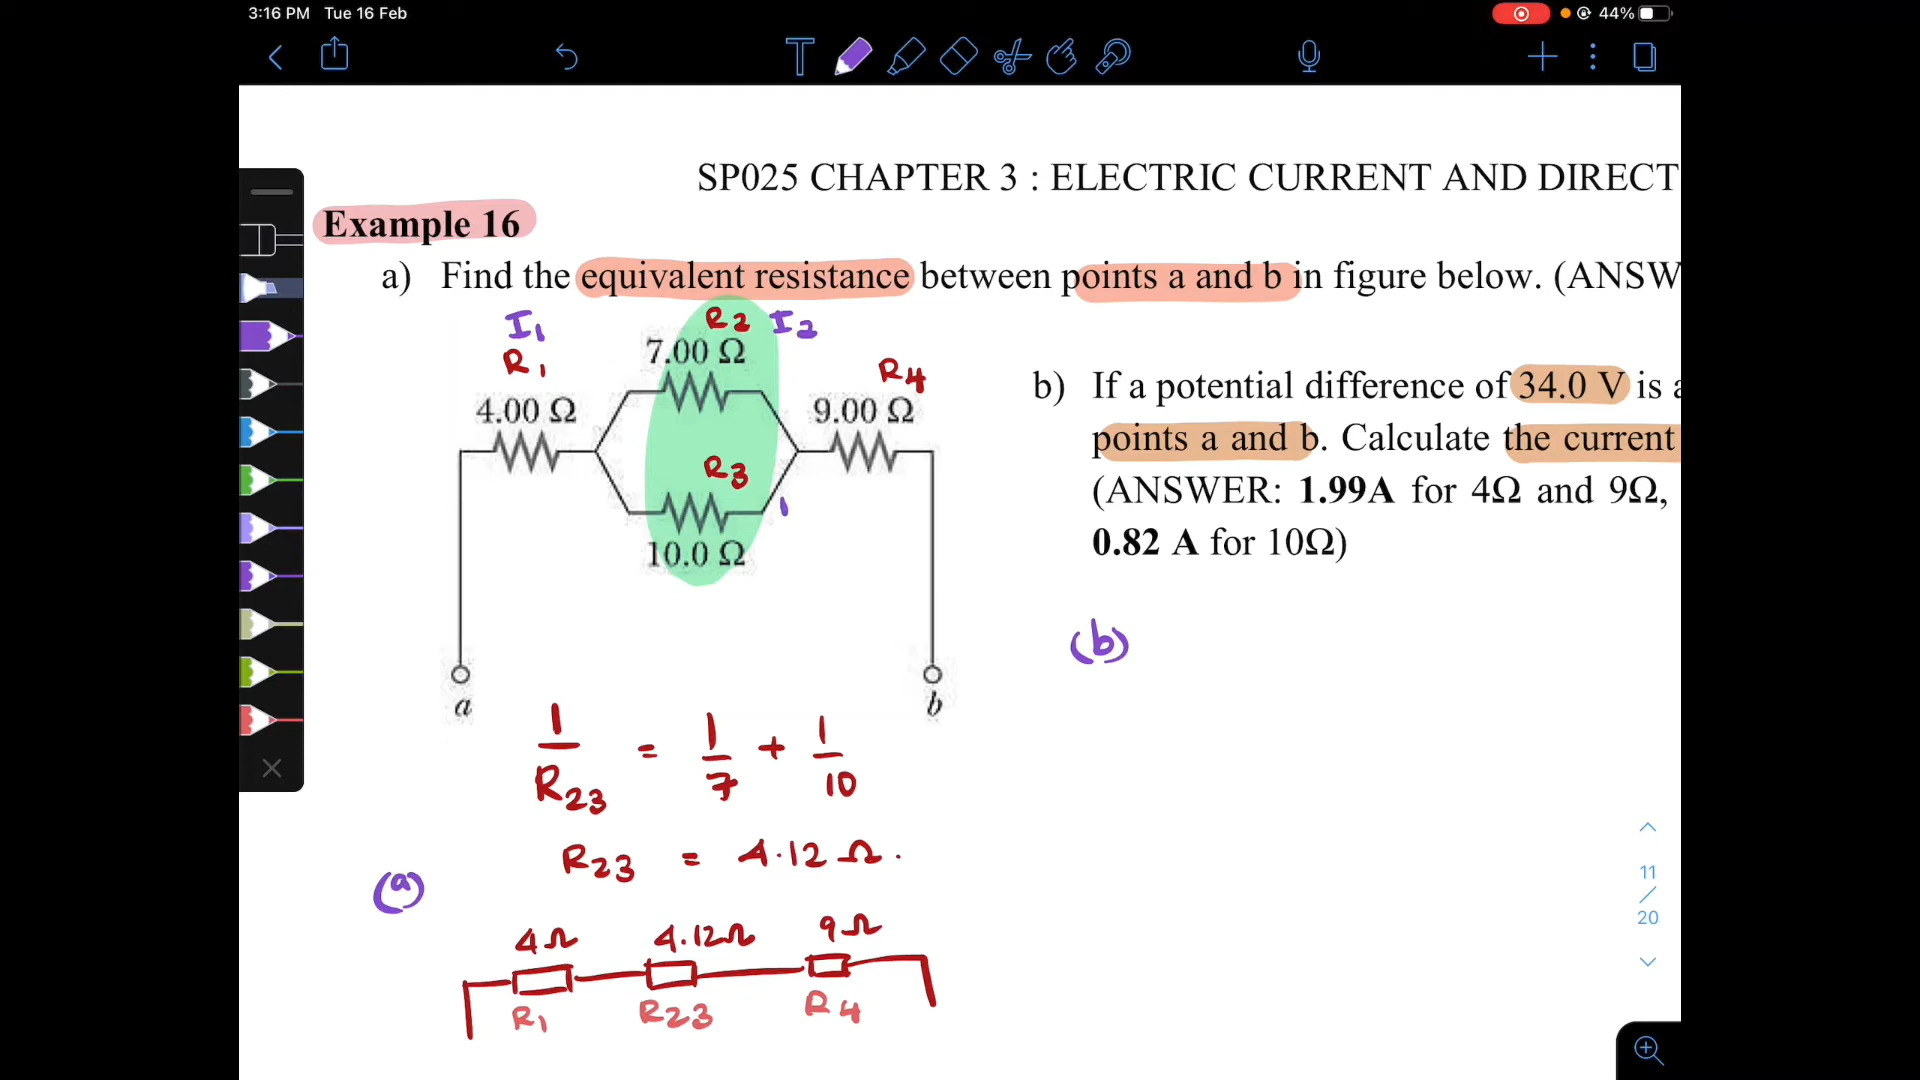 3:16 PM Tue 16 Feb
44%
SP025 CHAPTER 3 : ELECTRIC CURRENT AND DIRECT
Example 16
a) Find the equivalent resistance between points a and b in figure below. (ANSW
I1
R1
4.00 Ω
R2 I2
7.00 Ω
R4
9.00 Ω
R3
10.0 Ω
a
b
b) If a potential difference of 34.0 V is a
points a and b. Calculate the current
(ANSWER: 1.99A for 4Ω and 9Ω,
0.82 A for 10Ω)
(b)
1/R23 = 1/7 + 1/10
R23 = 4.12 Ω.
(a)
4Ω 4.12Ω 9Ω
R1 R23 R4
11
/
20